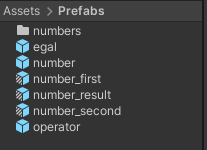 Assets > Prefabs
numbers
egal
number
number_first
number_result
number_second
operator